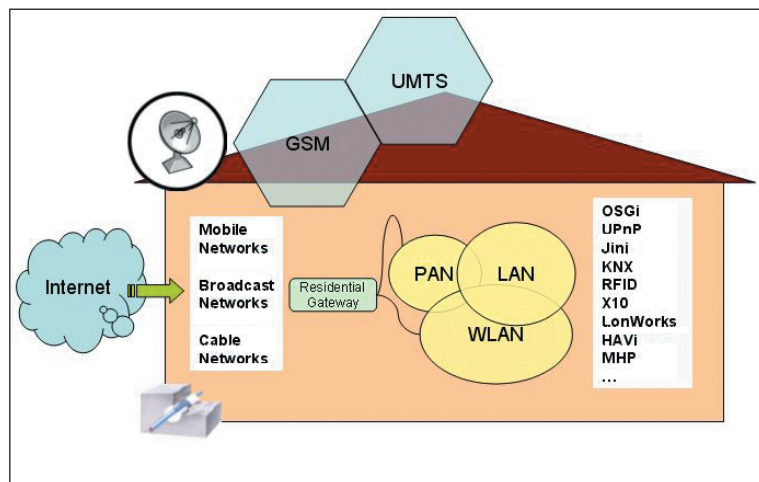 UMTS
GSM
Internet
Mobile
Networks
Broadcast
Networks
Cable
Networks
Residential
Gateway
PAN
LAN
WLAN
OSGi
UPnP
Jini
KNX
RFID
X10
LonWorks
HAVi
MHP
...